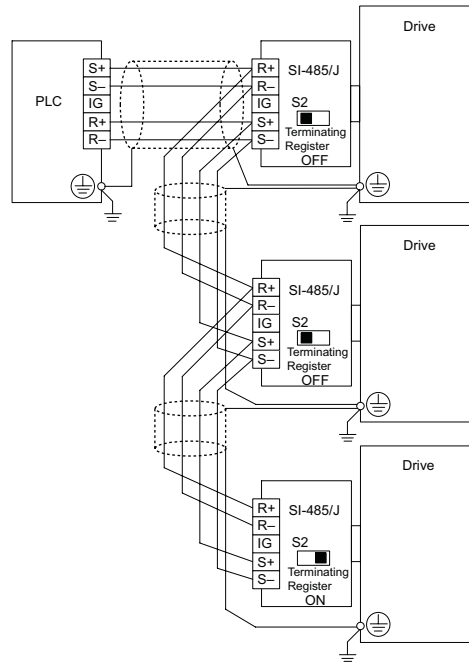 PLC
S+
S–
IG
R+
R–
R+
R–
IG
S+
S–
SI-485/J
S2
Terminating
Register
OFF
Drive
R+
R–
IG
S+
S–
SI-485/J
S2
Terminating
Register
OFF
Drive
R+
R–
IG
S+
S–
SI-485/J
S2
Terminating
Register
ON
Drive